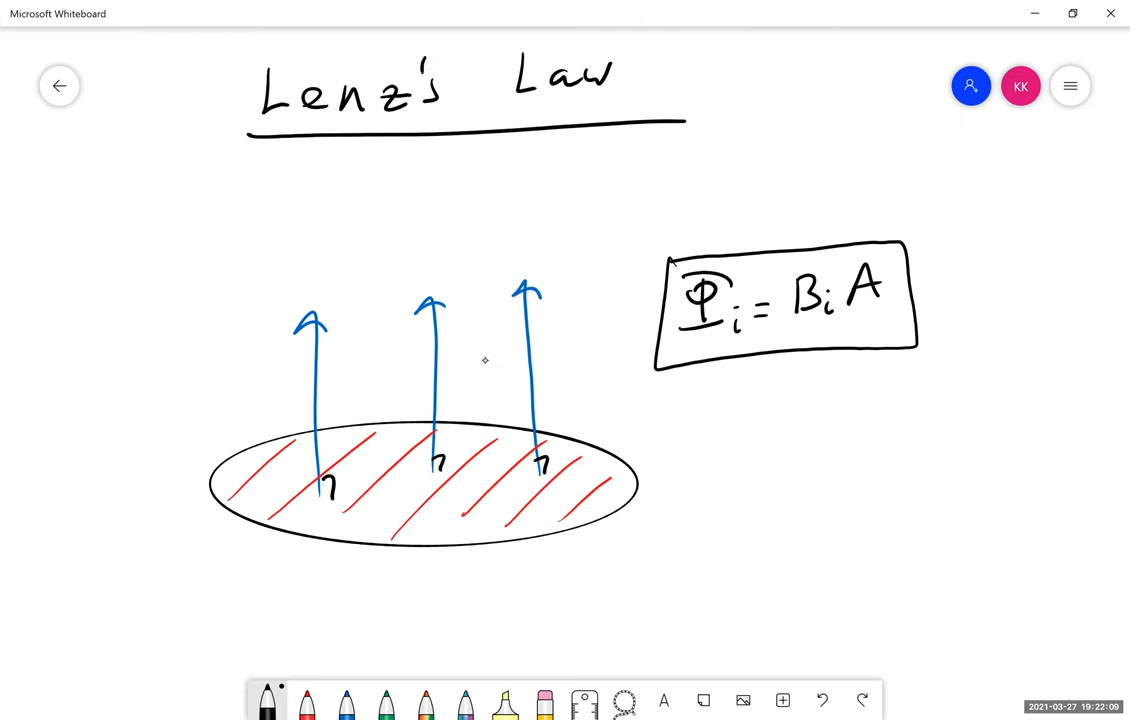 Microsoft Whiteboard
Lenz's Law
KK
Φi = Bi A
A
2021-03-27 19:22:09